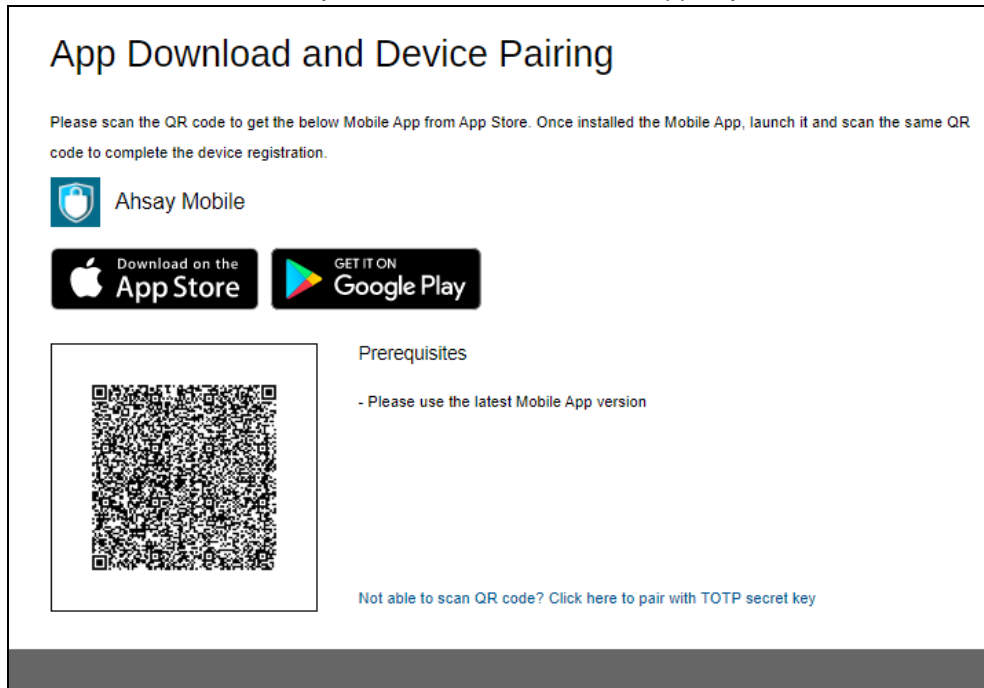 App Download and Device Pairing
Please scan the QR code to get the below Mobile App from App Store. Once installed the Mobile App, launch it and scan the same QR
code to complete the device registration.
Ahsay Mobile
Download on the
App Store
GET IT ON
Google Play
Prerequisites
- Please use the latest Mobile App version
Not able to scan QR code? Click here to pair with TOTP secret key